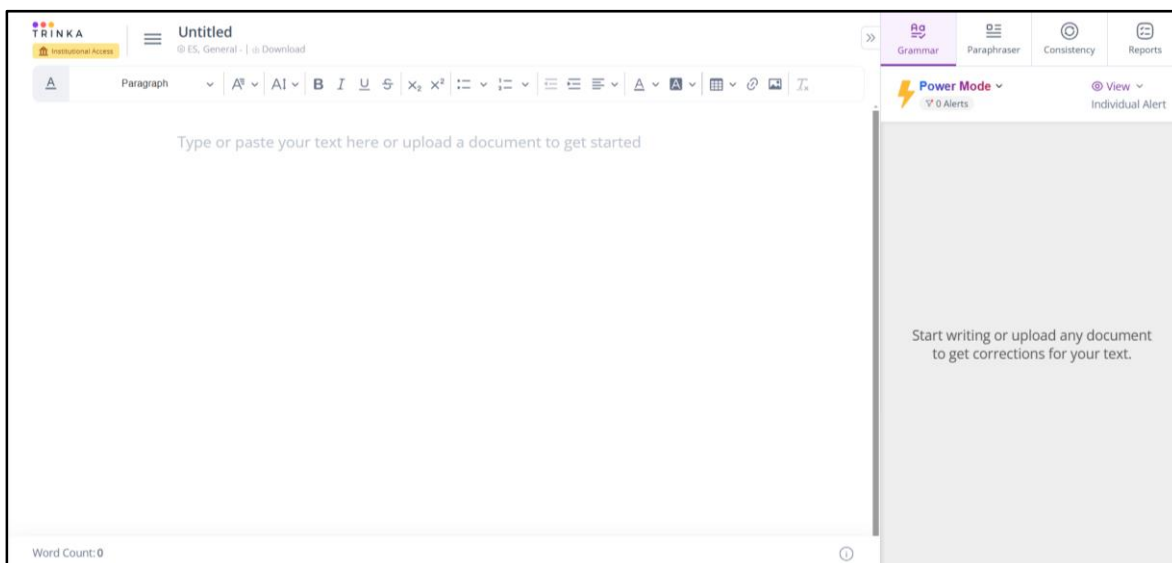 TRINKA
Institutional Access
Untitled
ES, General - | Download
Grammar
Paraphraser
Consistency
Reports
Paragraph
B I U S X₂ X²
Power Mode
0 Alerts
View
Individual Alert
Type or paste your text here or upload a document to get started
Start writing or upload any document
to get corrections for your text.
Word Count: 0